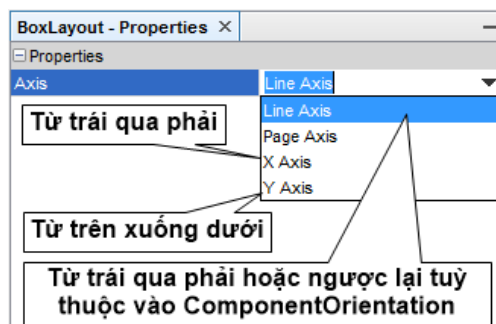 BoxLayout - Properties ×
Properties
Axis Line Axis
Line Axis
Page Axis
X Axis
Y Axis
Từ trái qua phải
Từ trên xuống dưới
Từ trái qua phải hoặc ngược lại tuỳ
thuộc vào ComponentOrientation